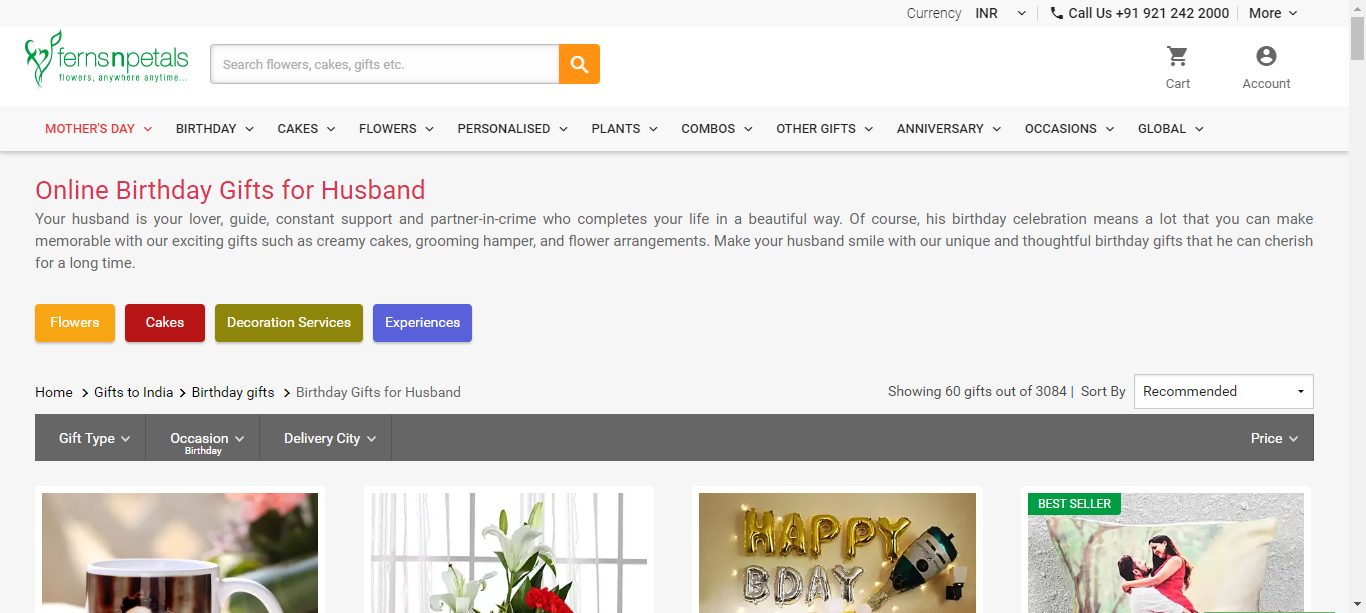 Currency INR Call Us +91 921 242 2000 More
fernsnpetals
flowers, anywhere anytime...
Search flowers, cakes, gifts etc.
Cart Account
MOTHER'S DAY BIRTHDAY CAKES FLOWERS PERSONALISED PLANTS COMBOS OTHER GIFTS ANNIVERSARY OCCASIONS GLOBAL
Online Birthday Gifts for Husband
Your husband is your lover, guide, constant support and partner-in-crime who completes your life in a beautiful way. Of course, his birthday celebration means a lot that you can make
memorable with our exciting gifts such as creamy cakes, grooming hamper, and flower arrangements. Make your husband smile with our unique and thoughtful birthday gifts that he can cherish
for a long time.
Flowers Cakes Decoration Services Experiences
Home > Gifts to India > Birthday gifts > Birthday Gifts for Husband Showing 60 gifts out of 3084 | Sort By Recommended
Gift Type Occasion Delivery City Price
Birthday
BEST SELLER
HAPPY
BDAY